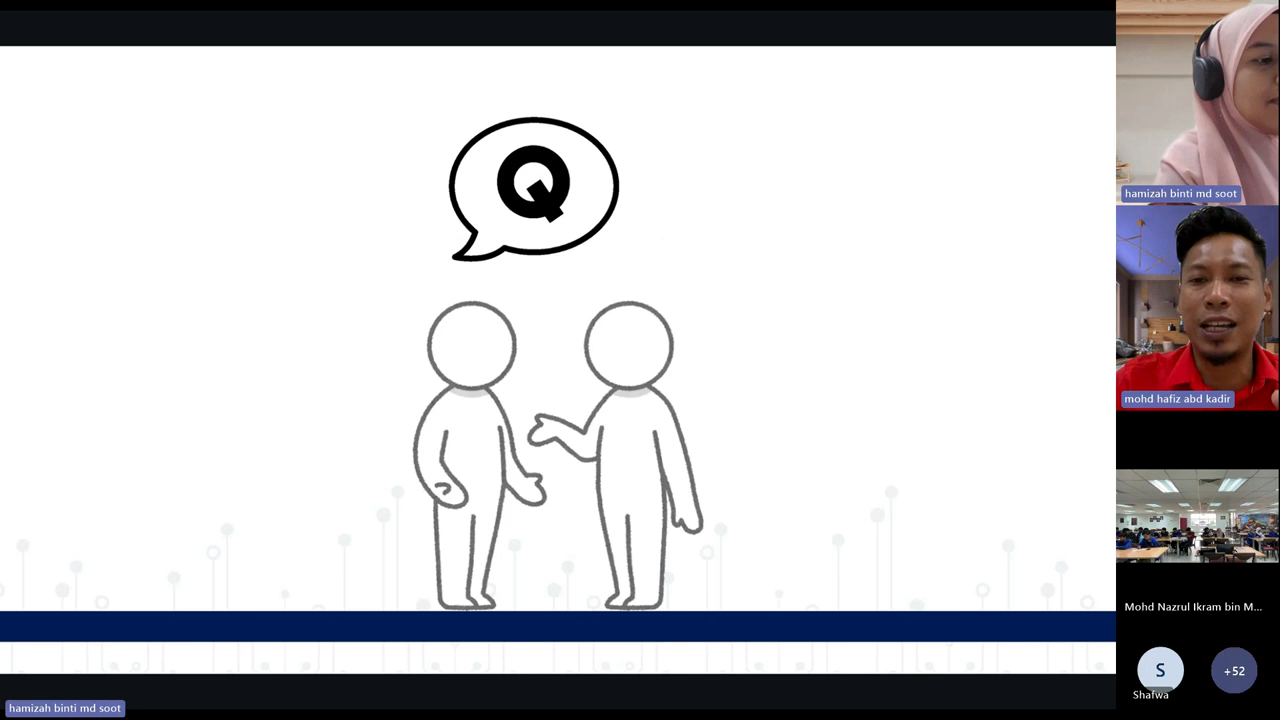 Q
hamizah binti md soot
mohd hafiz abd kadir
Mohd Nazrul Ikram bin M...
S
Shafwa
+52
hamizah binti md soot